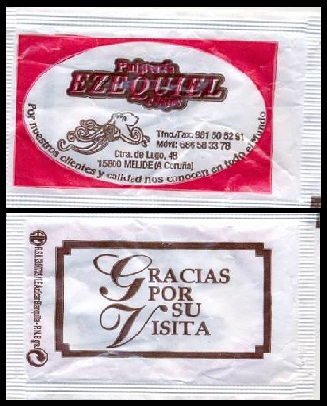 Pulpería
EZEQUIEL
Tfno./Fax: 981 50 52 91
Móvil: 686 58 33 78
Ctra. de Lugo, 48
15800 MELIDE (A Coruña)
Por nuestros clientes y calidad nos conocen en todo el Mundo
GRACIAS
POR
SU
VISITA